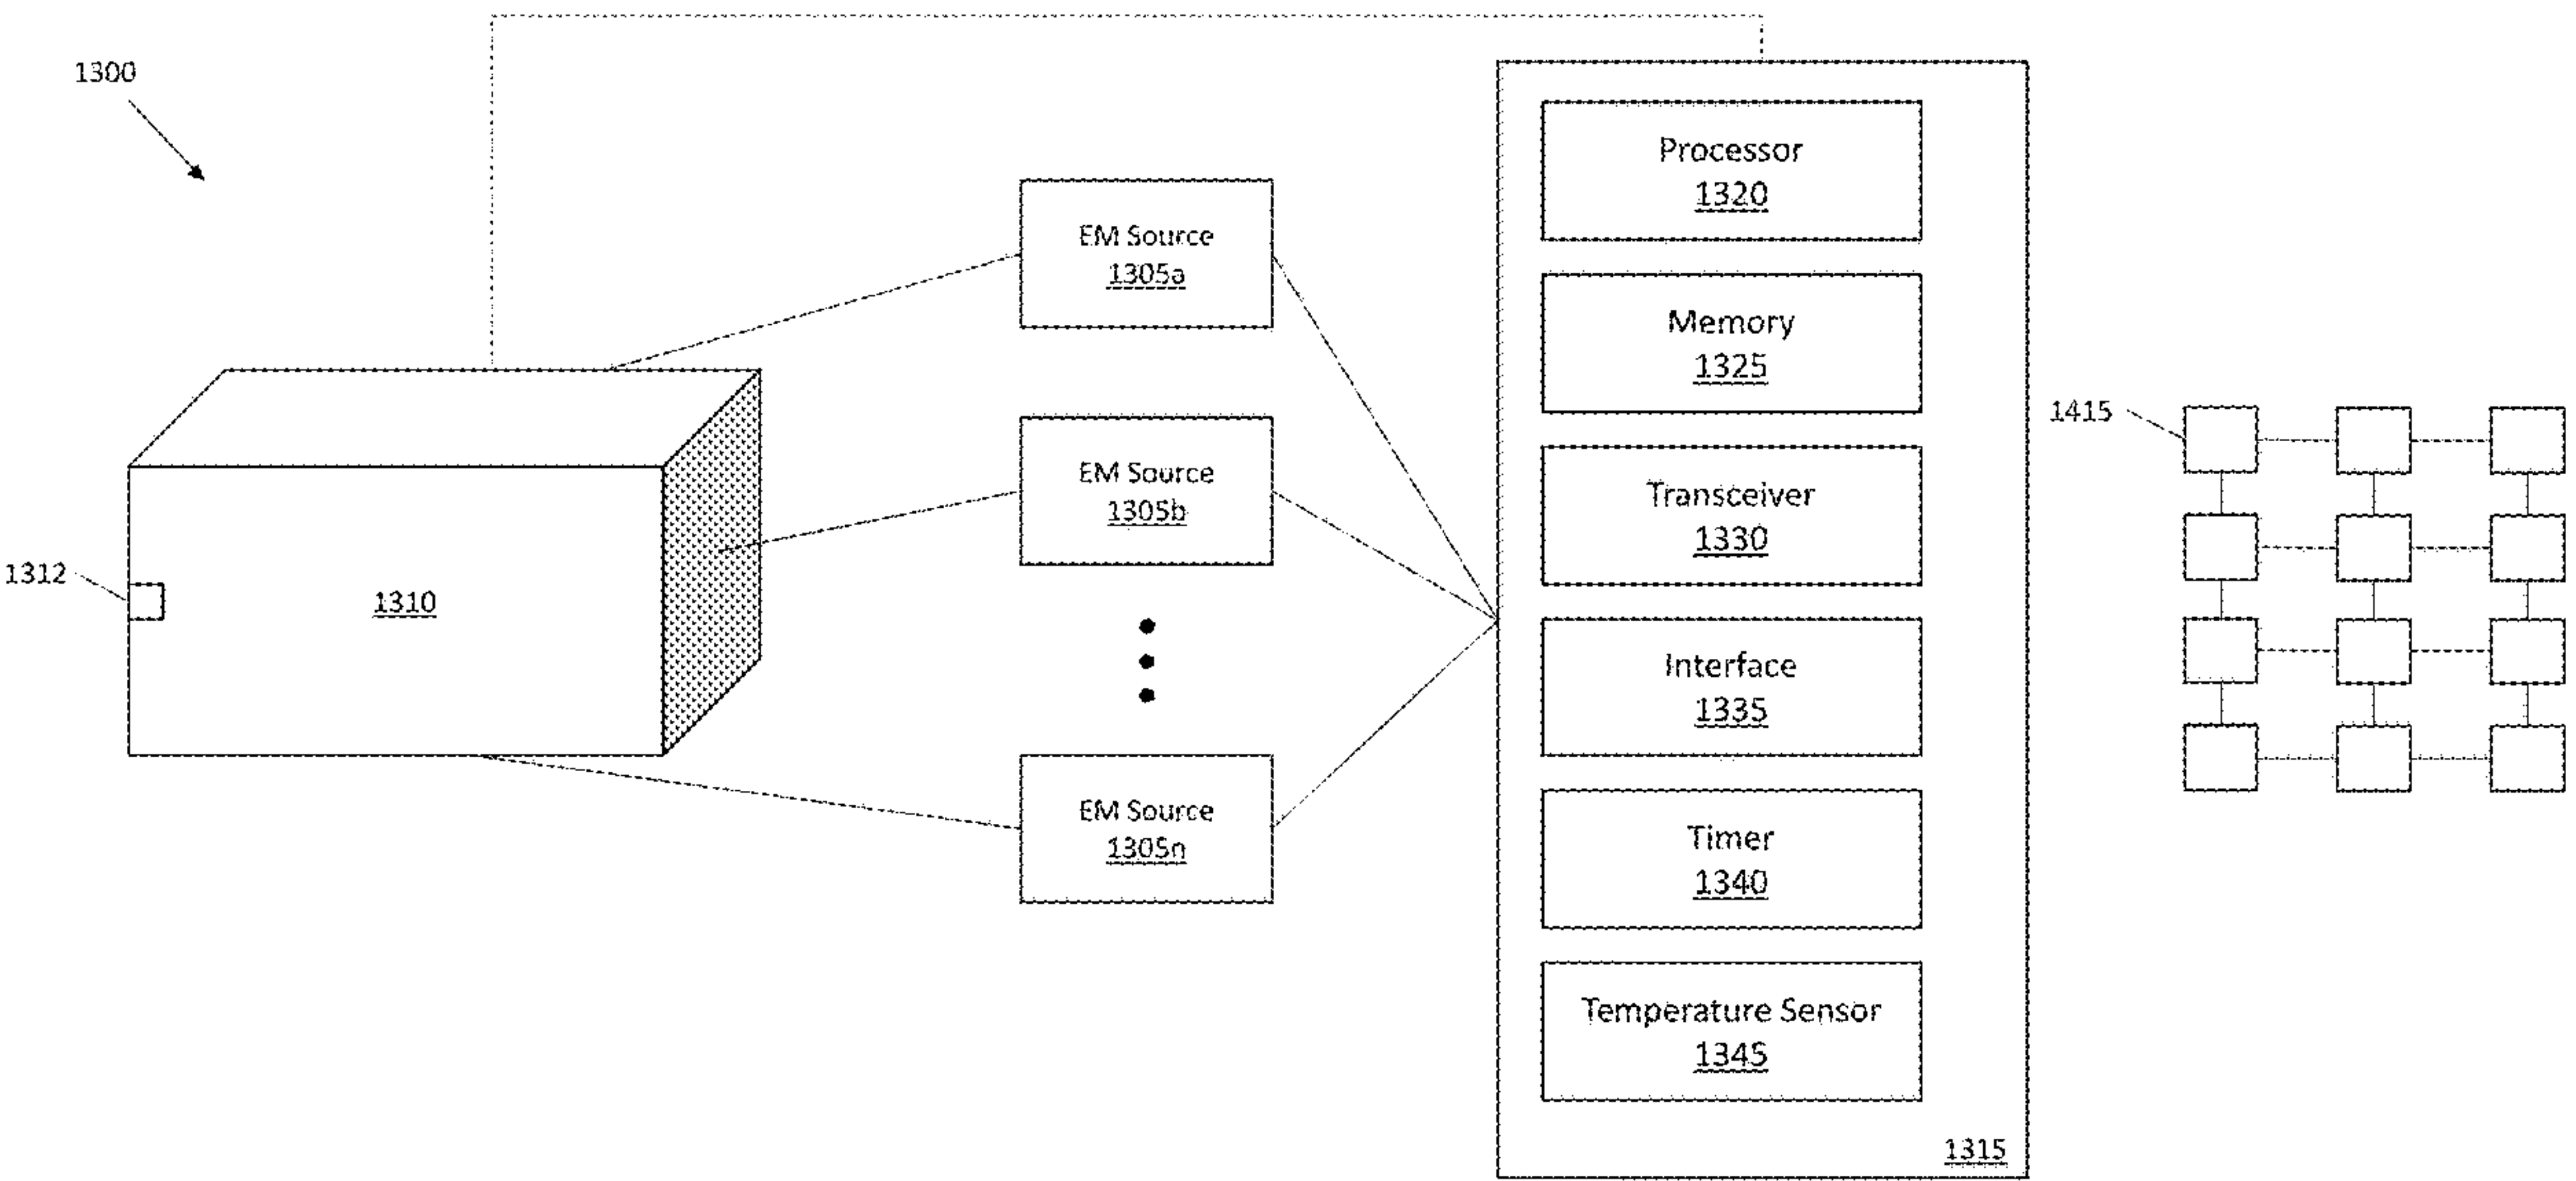 1300
EM Source
1305a
EM Source
1305b
EM Source
1305n
1312
1310
Processor
1320
Memory
1325
Transceiver
1330
Interface
1335
Timer
1340
Temperature Sensor
1345
1315
1415